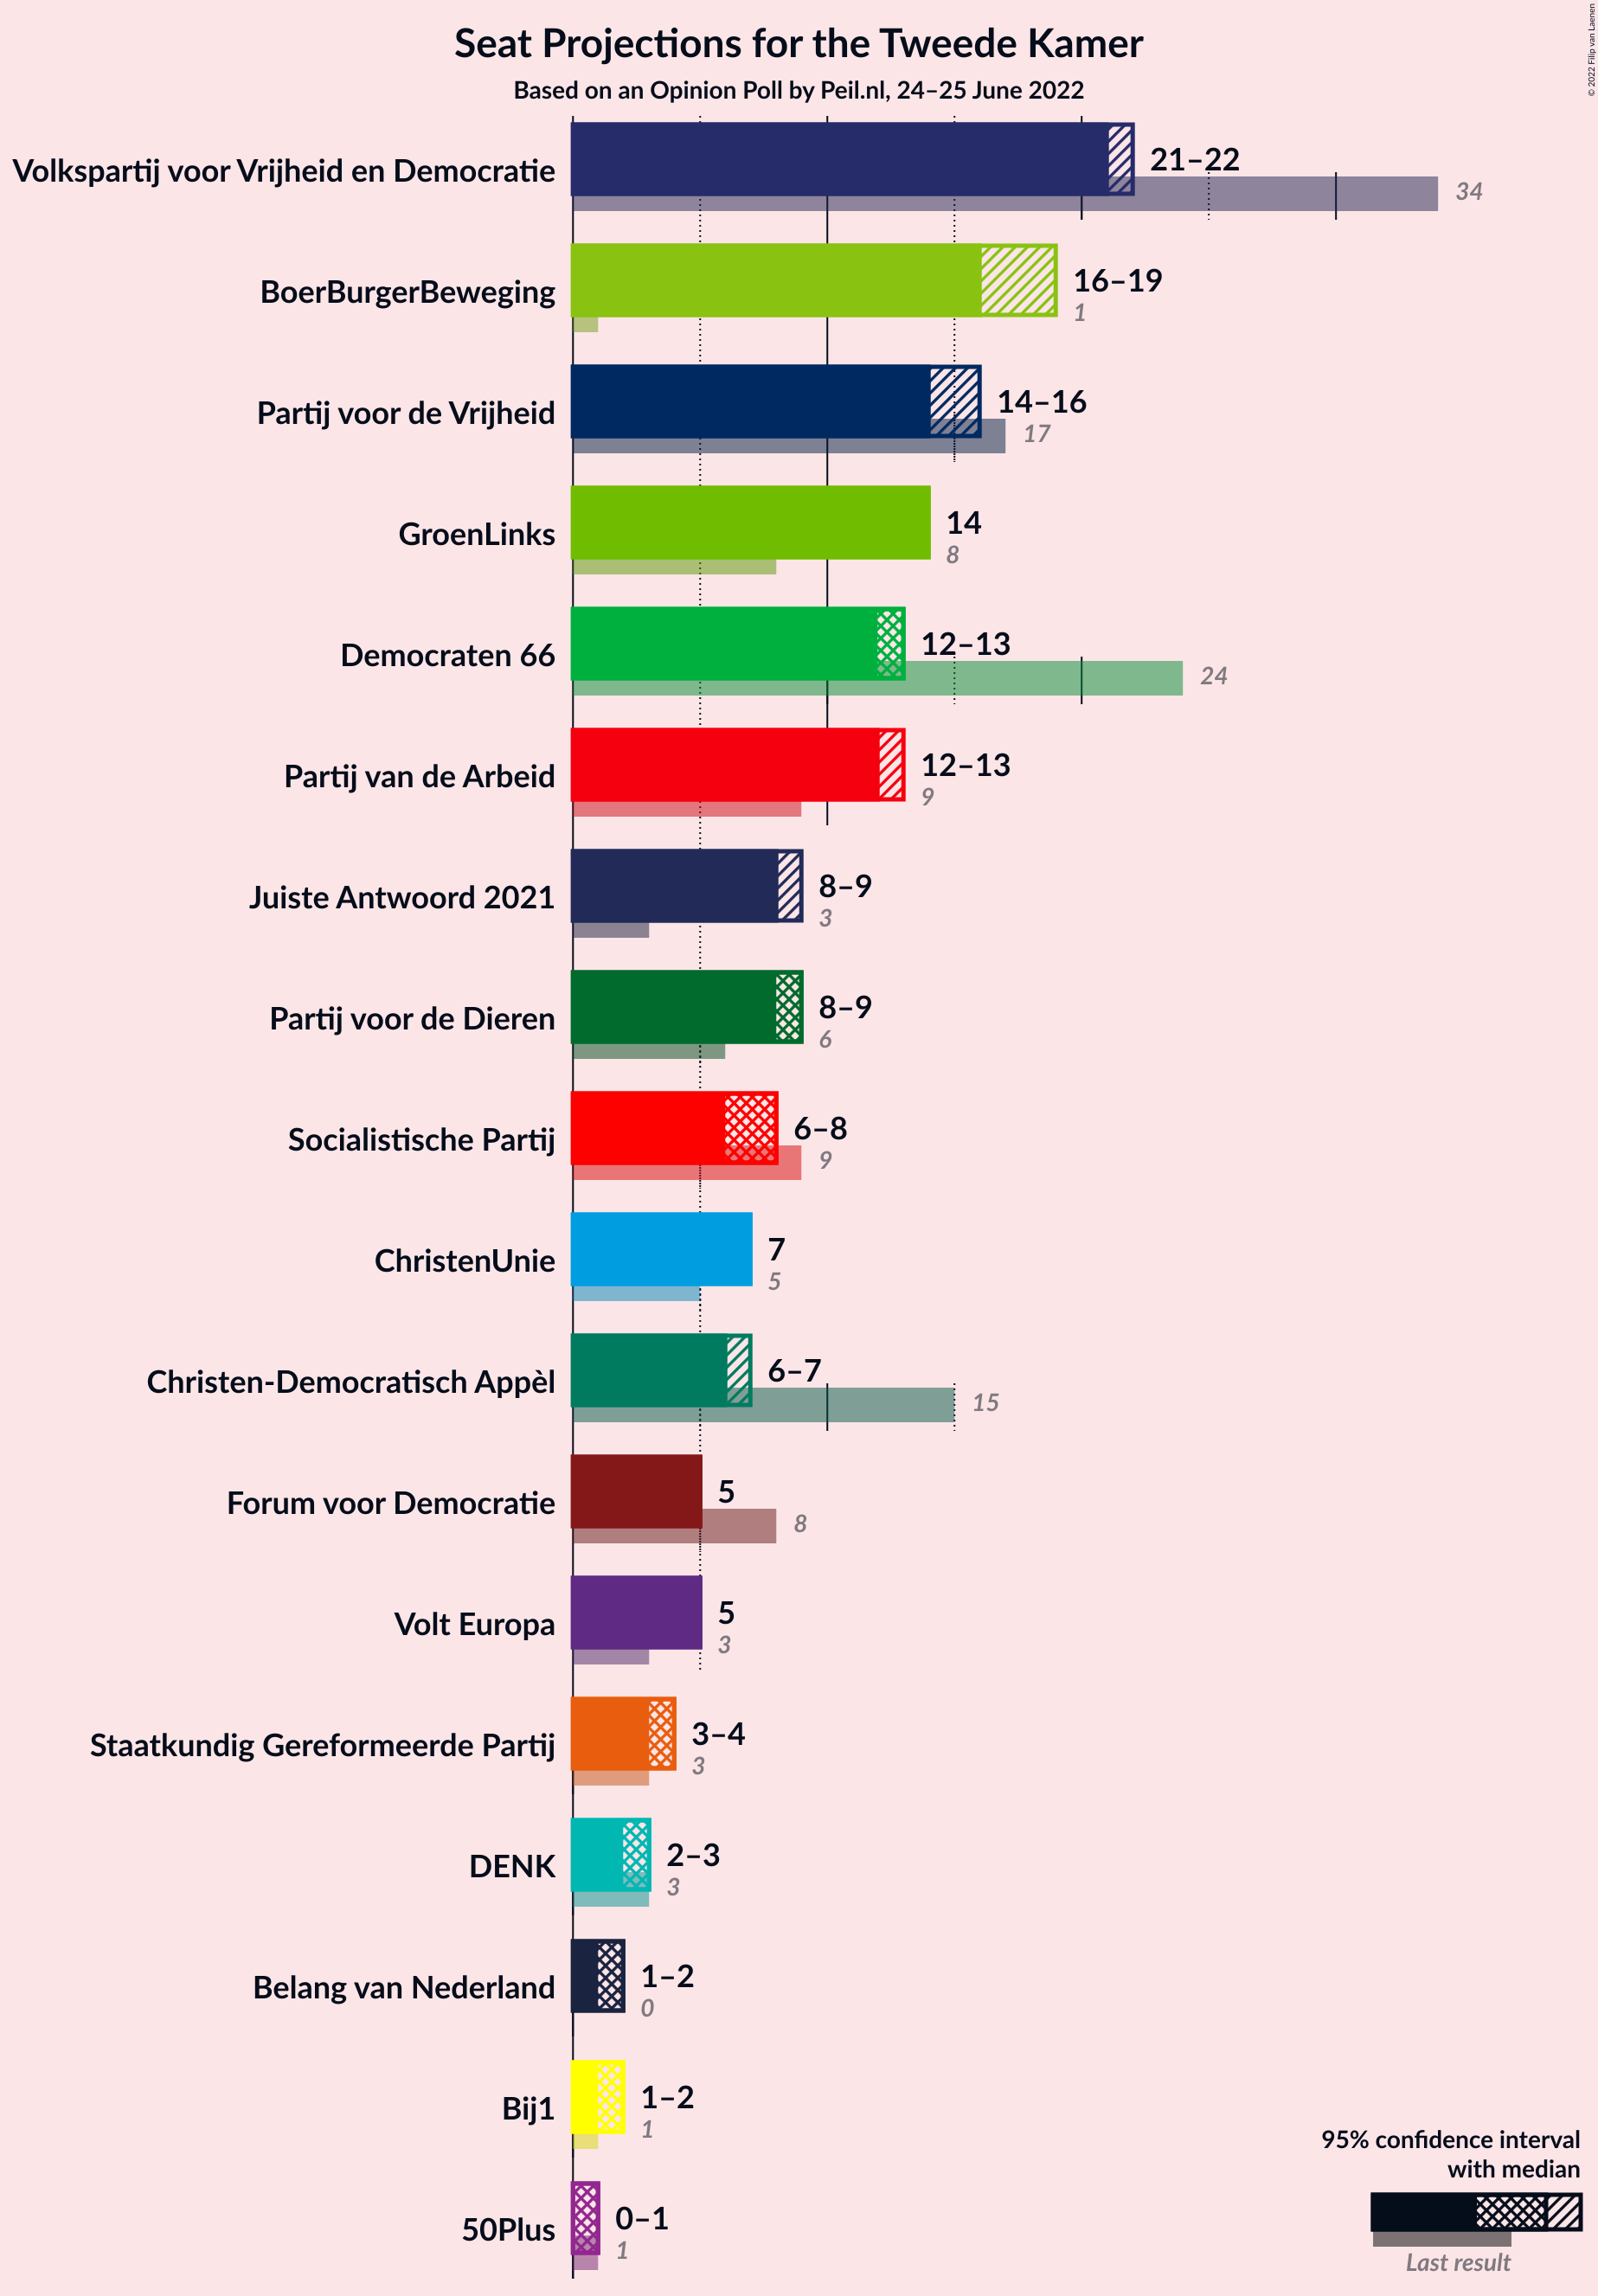 Seat Projections for the Tweede Kamer
Based on an Opinion Poll by Peil.nl, 24–25 June 2022
© 2022 Filip van Laenen
Volkspartij voor Vrijheid en Democratie
21–22
34
BoerBurgerBeweging
16–19
1
Partij voor de Vrijheid
14–16
17
GroenLinks
14
8
Democraten 66
12–13
24
Partij van de Arbeid
12–13
9
Juiste Antwoord 2021
8–9
3
Partij voor de Dieren
8–9
6
Socialistische Partij
6–8
9
ChristenUnie
7
5
Christen-Democratisch Appèl
6–7
15
Forum voor Democratie
5
8
Volt Europa
5
3
Staatkundig Gereformeerde Partij
3–4
3
DENK
2–3
3
Belang van Nederland
1–2
0
Bij1
1–2
1
50Plus
0–1
1
95% confidence interval
with median
Last result